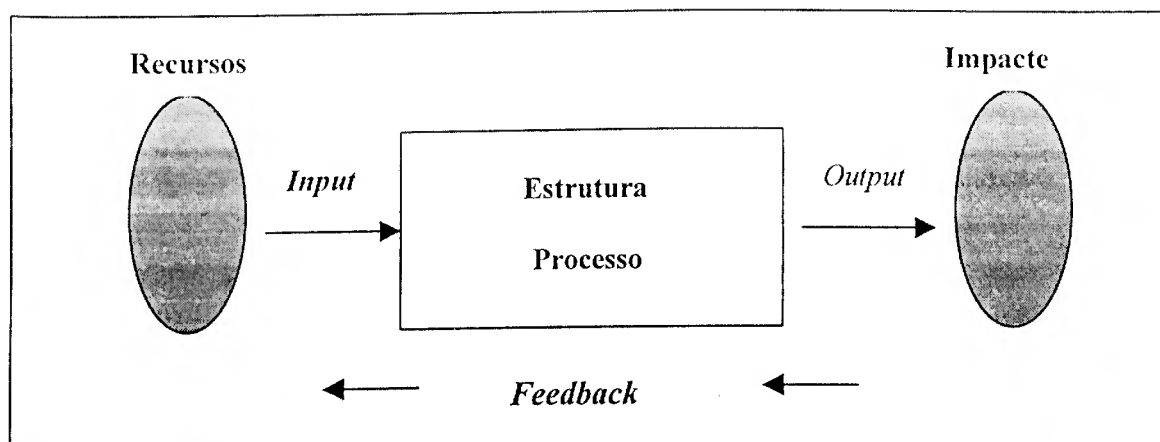 Recursos
Impacte
Input
Estrutura
Output
Processo
Feedback